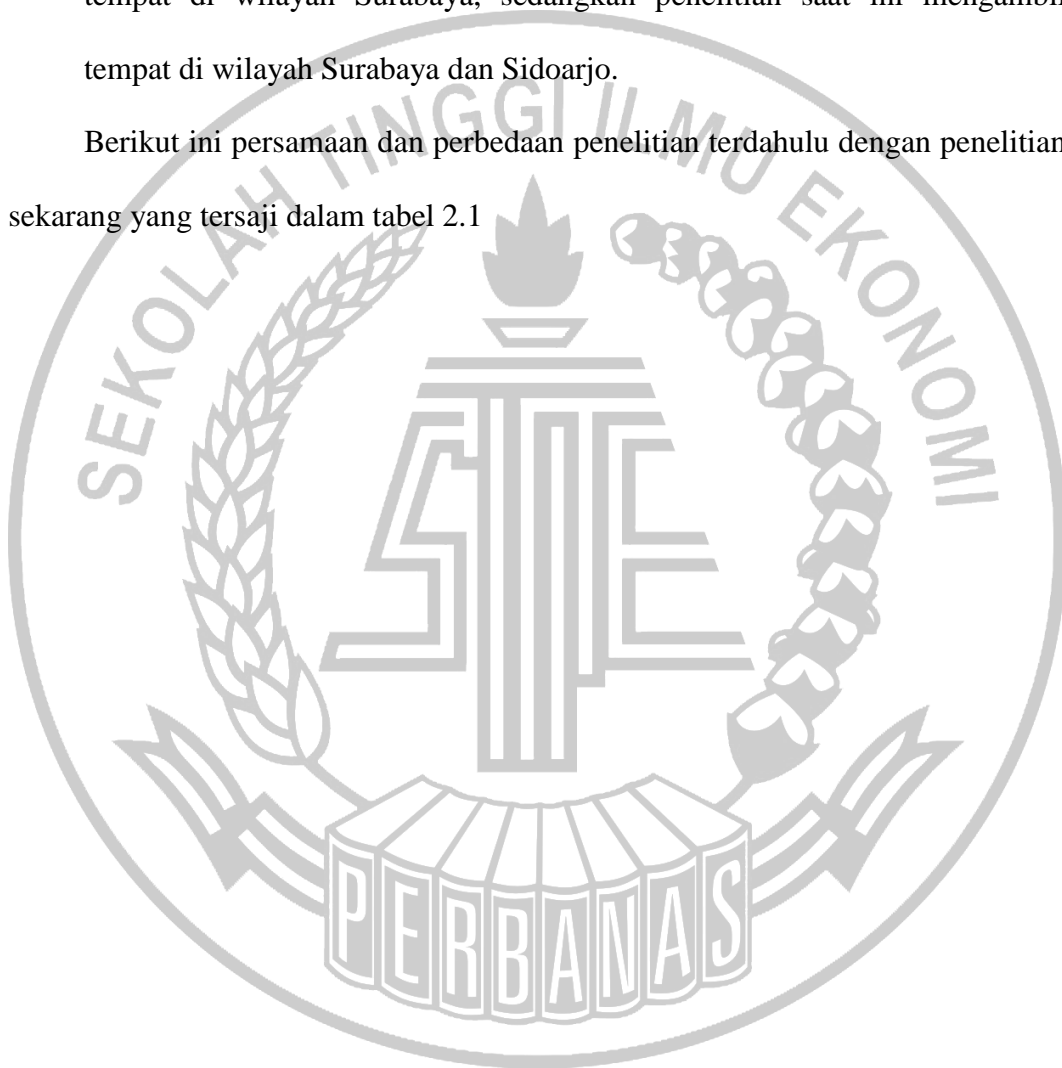 tempat di wilayah Surabaya, sedangkan penelitian saat ini mengambil
tempat di wilayah Surabaya dan Sidoarjo.
Berikut ini persamaan dan perbedaan penelitian terdahulu dengan penelitian
sekarang yang tersaji dalam tabel 2.1
SEKOLAH TINGGI ILMU EKONOMI
STIE
PERBANAS